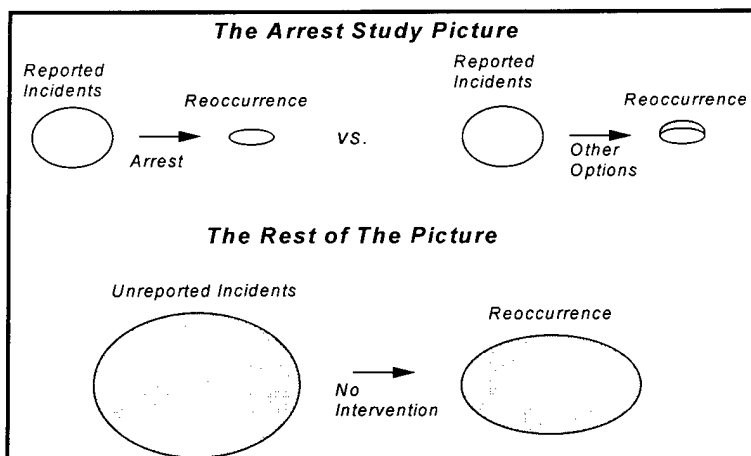 The Arrest Study Picture
Reported
Incidents
Reoccurrence
Arrest
vs.
Reported
Incidents
Reoccurrence
Other
Options
The Rest of The Picture
Unreported Incidents
Reoccurrence
No
Intervention